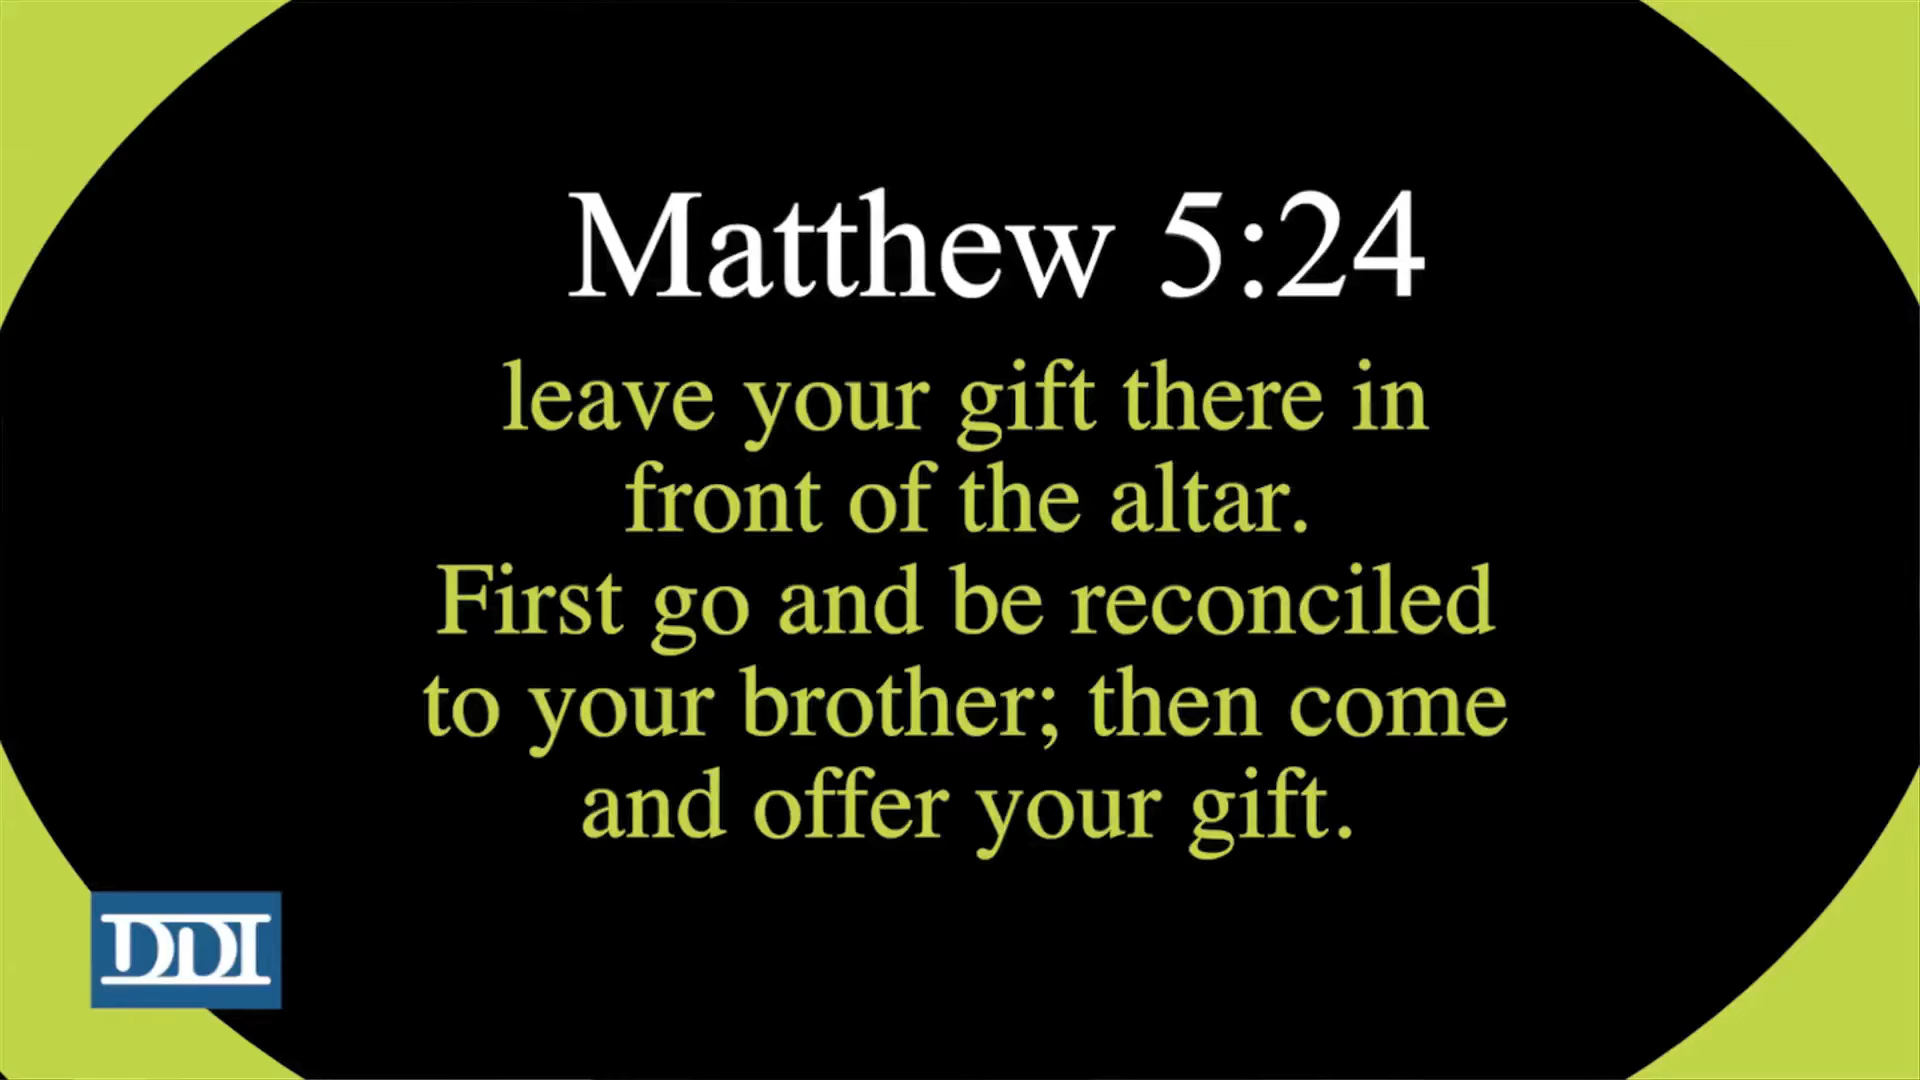 Matthew 5:24
leave your gift there in
front of the altar.
First go and be reconciled
to your brother; then come
and offer your gift.
DDI